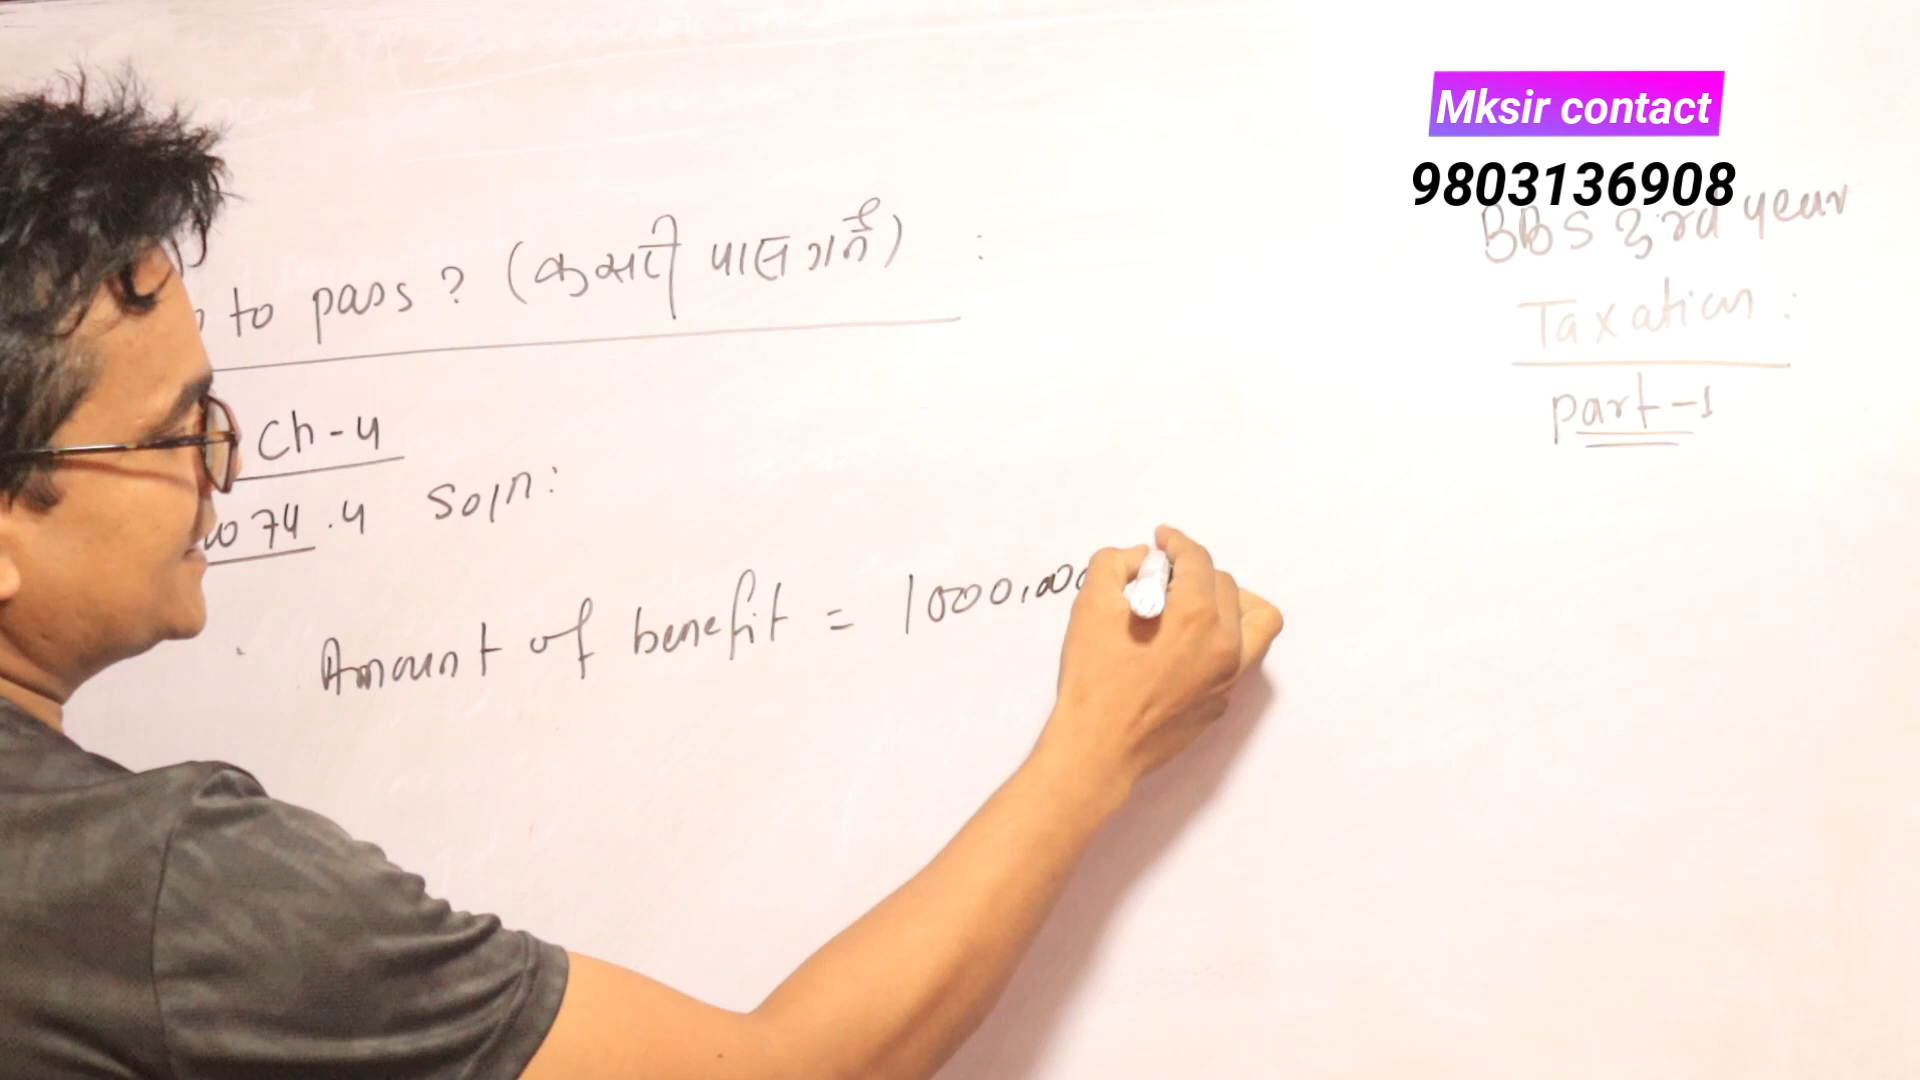 Mksir contact
9803136908
BBS 3rd year
Taxation:
part-1
to pass? (कसरी पास गर्ने) :
Ch-4
74.4 Soln:
Amount of benefit = 1000,000